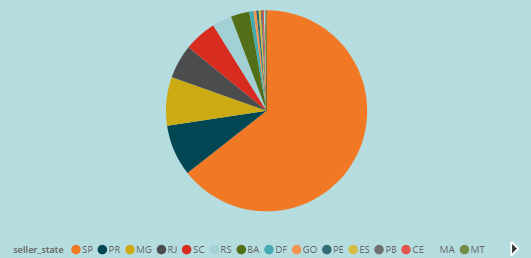 seller_state SP PR MG RJ SC RS BA DF GO PE ES PB CE MA MT